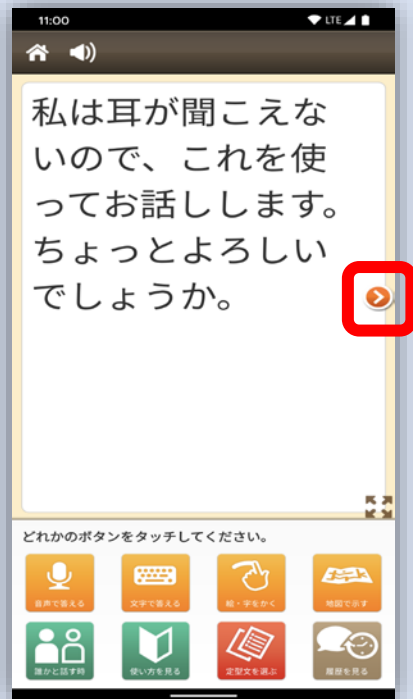 11:00
LTE
私は耳が聞こえな
いので、これを使
ってお話しします。
ちょっとよろしい
でしょうか。
どれかのボタンをタッチしてください。
音声で答える
文字で答える
絵・字をかく
地図で示す
誰かと話す時
使い方を見る
定型文を選ぶ
履歴を見る